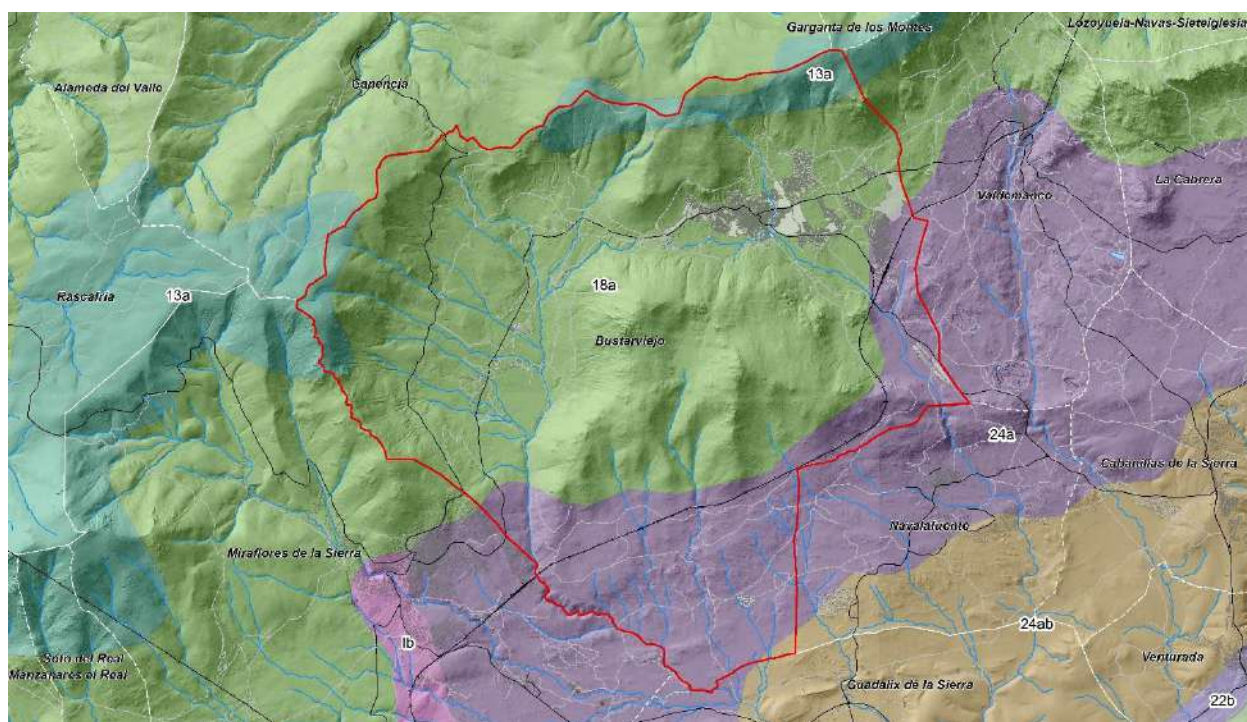 Garganta de los Montes
Lozoyuela-Navas-Sieteiglesia
13a
Alameda del Valle
Canencia
La Cabrera
Valdemanco
Rascafría
13a
18a
Bustarviejo
24a
Cabanillas de la Sierra
Navalafuente
Miraflores de la Sierra
24ab
Ib
Soto del Real
Manzanares el Real
Venturada
Guadalix de la Sierra
22b